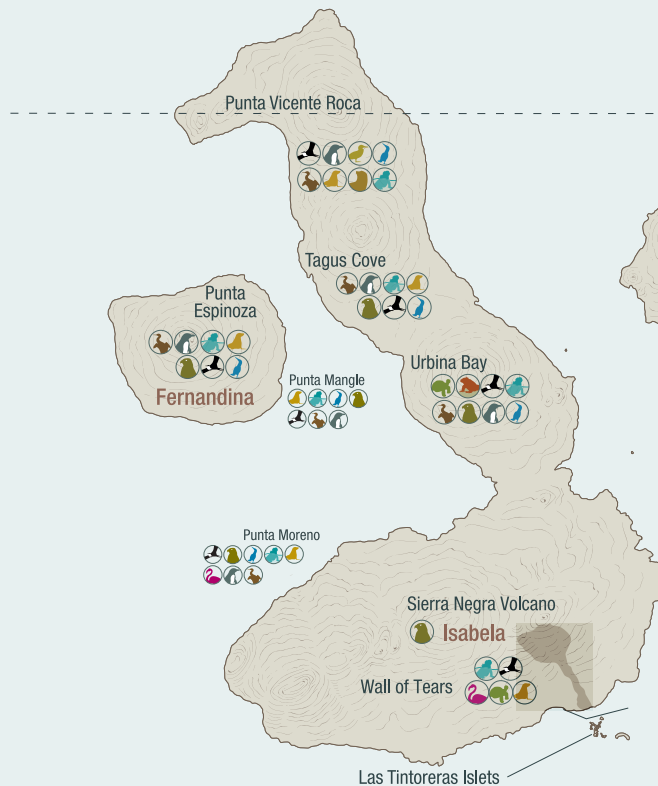 Punta Vicente Roca
Tagus Cove
Punta
Espinoza
Fernandina
Punta Mangle
Urbina Bay
Punta Moreno
Sierra Negra Volcano
Isabela
Wall of Tears
Las Tintoreras Islets